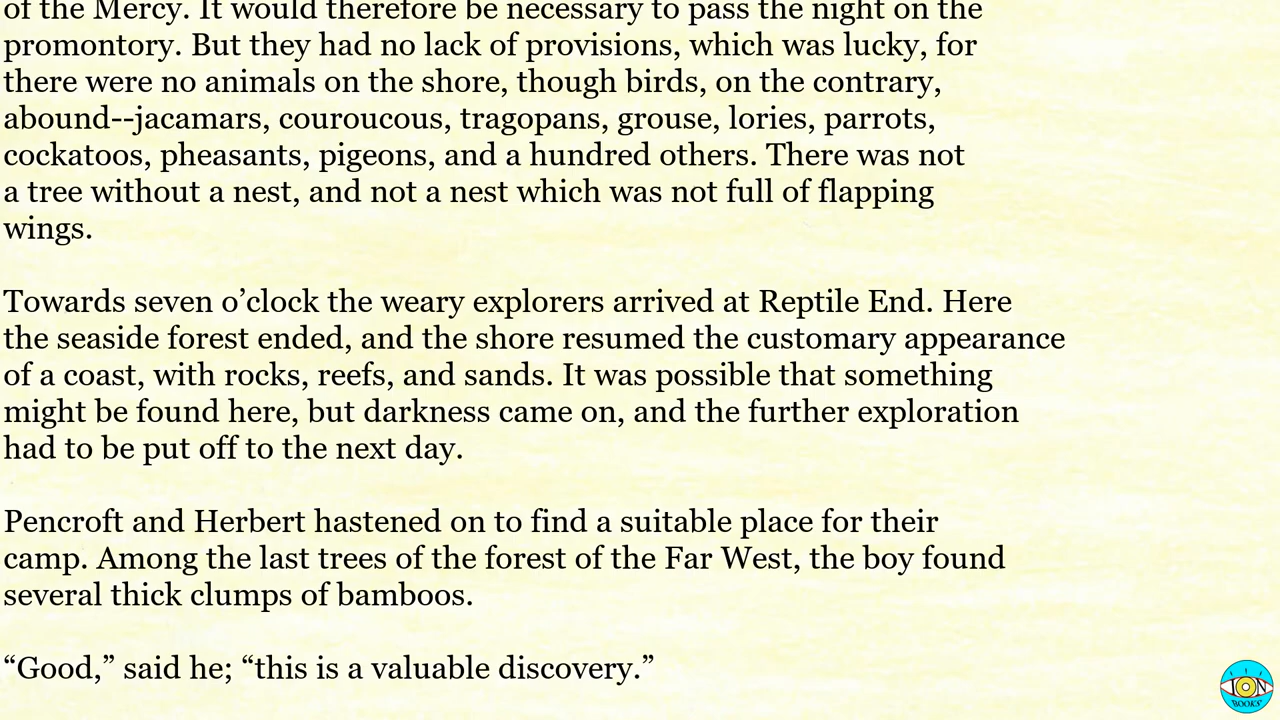 of the Mercy. It would therefore be necessary to pass the night on the
promontory. But they had no lack of provisions, which was lucky, for
there were no animals on the shore, though birds, on the contrary,
abound--jacamars, couroucous, tragopans, grouse, lories, parrots,
cockatoos, pheasants, pigeons, and a hundred others. There was not
a tree without a nest, and not a nest which was not full of flapping
wings.
Towards seven o’clock the weary explorers arrived at Reptile End. Here
the seaside forest ended, and the shore resumed the customary appearance
of a coast, with rocks, reefs, and sands. It was possible that something
might be found here, but darkness came on, and the further exploration
had to be put off to the next day.
Pencroft and Herbert hastened on to find a suitable place for their
camp. Among the last trees of the forest of the Far West, the boy found
several thick clumps of bamboos.
“Good,” said he; “this is a valuable discovery.”
ION
BOOKS